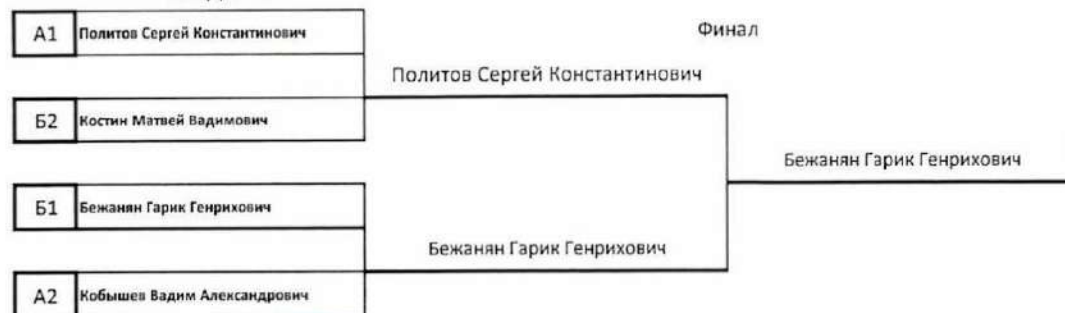 А1 Политов Сергей Константинович
Финал
Политов Сергей Константинович
Б2 Костин Матвей Вадимович
Бежанян Гарик Генрихович
Б1 Бежанян Гарик Генрихович
Бежанян Гарик Генрихович
А2 Кобышев Вадим Александрович